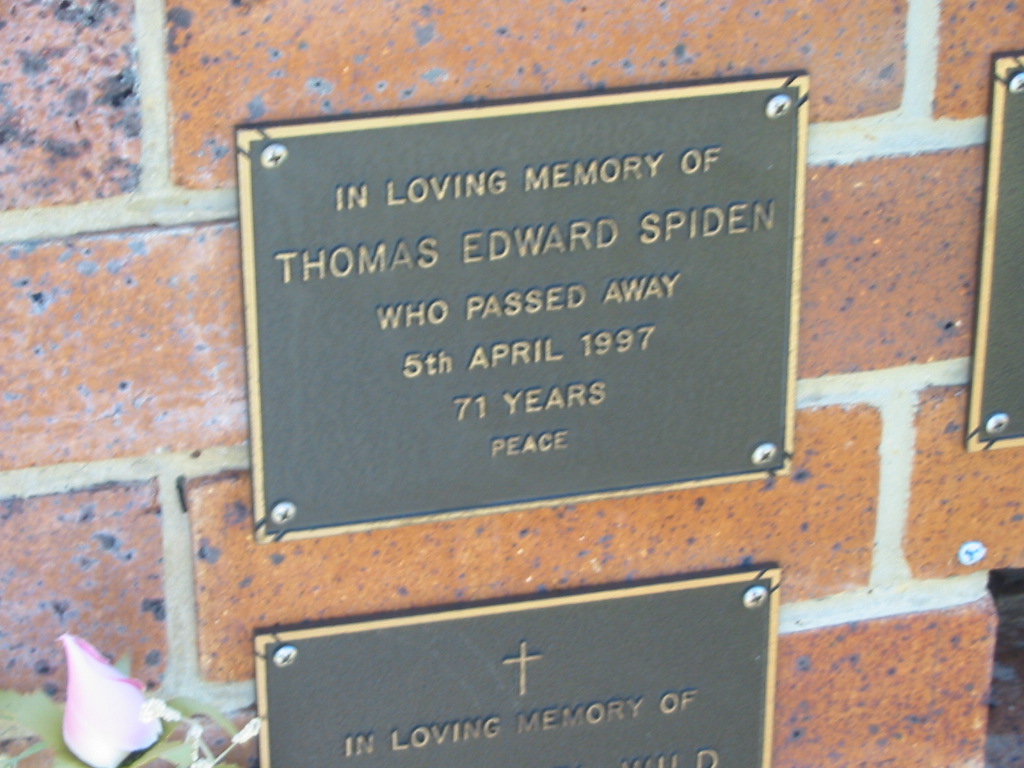 IN LOVING MEMORY OF
THOMAS EDWARD SPIDEN
WHO PASSED AWAY
5th APRIL 1997
71 YEARS
PEACE
IN LOVING MEMORY OF
WILD